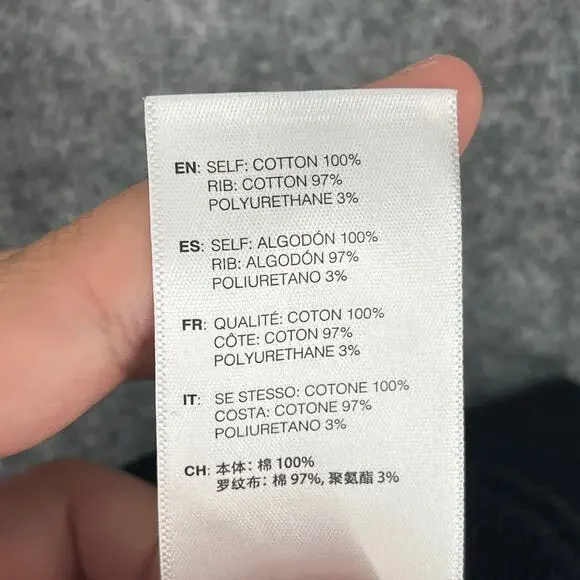 EN: SELF: COTTON 100%
RIB: COTTON 97%
POLYURETHANE 3%
ES: SELF: ALGODÓN 100%
RIB: ALGODÓN 97%
POLIURETANO 3%
FR: QUALITÉ: COTON 100%
CÔTE: COTON 97%
POLYURETHANE 3%
IT: SE STESSO: COTONE 100%
COSTA: COTONE 97%
POLIURETANO 3%
CH: 本体: 棉 100%
罗纹布: 棉 97%, 聚氨酯 3%